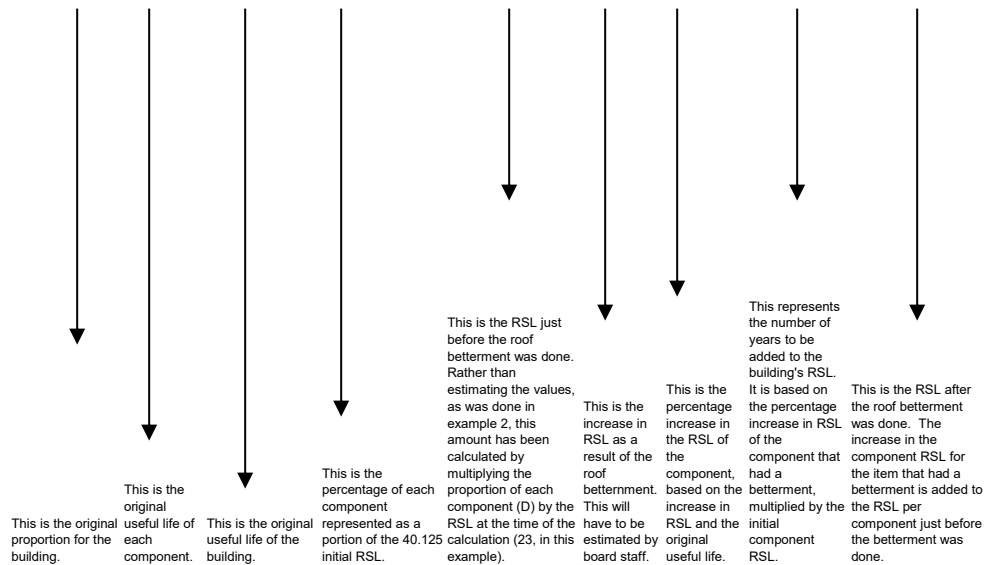 This is the original
proportion for the
building.
This is the
original
useful life of
each
component.
This is the original
useful life of the
building.
This is the
percentage of each
component
represented as a
portion of the 40.125
initial RSL.
This is the RSL just
before the roof
betterment was done.
Rather than
estimating the values,
as was done in
example 2, this
amount has been
calculated by
multiplying the
proportion of each
component (D) by the
RSL at the time of the
calculation (23, in this
example).
This is the
increase in
RSL as a
result of the
roof
betternment.
This will
have to be
estimated by
board staff.
This is the
percentage
increase in
the RSL of
the
component,
based on the
increase in
RSL and the
original
useful life.
This represents
the number of
years to be
added to the
building's RSL.
It is based on
the percentage
increase in RSL
of the
component that
had a
betterment,
multiplied by the
initial
component
RSL.
This is the RSL after
the roof betterment
was done.  The
increase in the
component RSL for
the item that had a
betterment is added to
the RSL per
component just before
the betterment was
done.